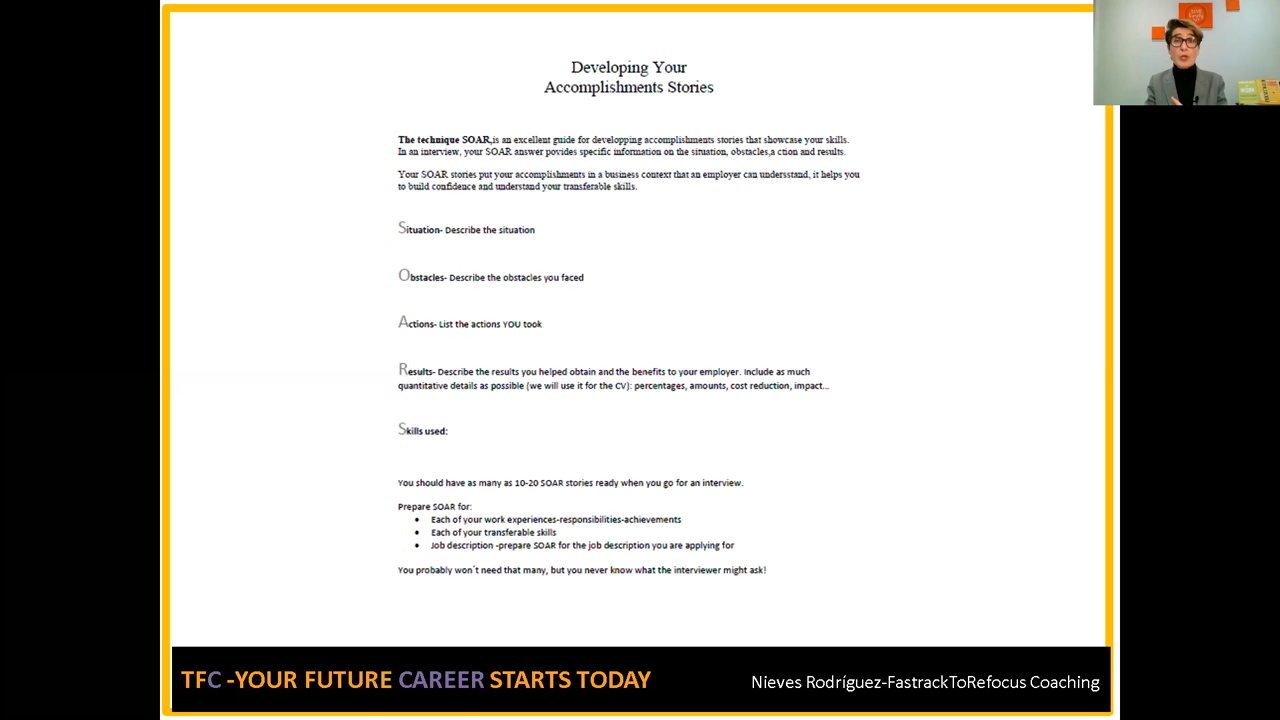 Developing Your
Accomplishments Stories
The technique SOAR,is an excellent guide for developping accomplishments stories that showcase your skills.
In an interview, your SOAR answer povides specific information on the situation, obstacles,a ction and results.
Your SOAR stories put your accomplishments in a business context that an employer can understand, it helps you
to build confidence and understand your transferable skills.
Situation- Describe the situation
Obstacles- Describe the obstacles you faced
Actions- List the actions YOU took
Results- Describe the results you helped obtain and the benefits to your employer. Include as much
quantitative details as possible (we will use it for the CV): percentages, amounts, cost reduction, impact...
Skills used:
You should have as many as 10-20 SOAR stories ready when you go for an interview.
Prepare SOAR for:
• Each of your work experiences-responsibilities-achievements
• Each of your transferable skills
• Job description -prepare SOAR for the job description you are applying for
You probably won´t need that many, but you never know what the interviewer might ask!
TFC -YOUR FUTURE CAREER STARTS TODAY
Nieves Rodríguez-FastrackToRefocus Coaching